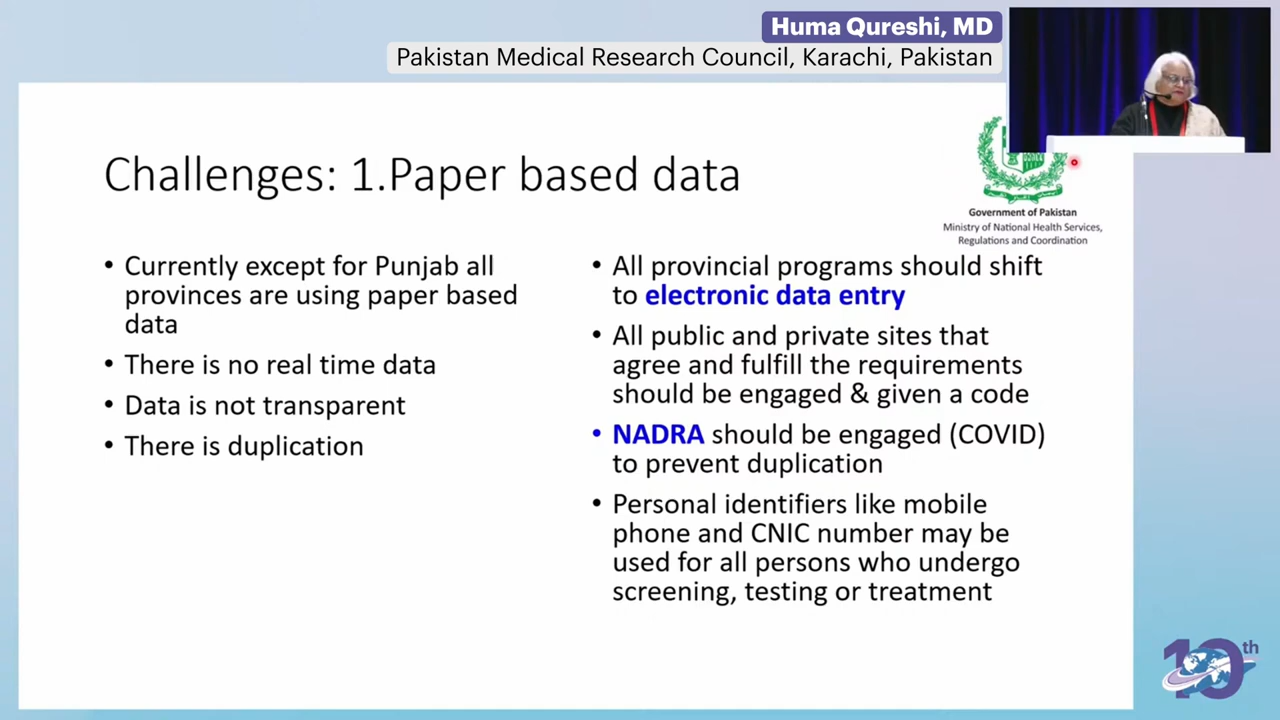 Huma Qureshi, MD
Pakistan Medical Research Council, Karachi, Pakistan
Challenges: 1.Paper based data
Government of Pakistan
Ministry of National Health Services,
Regulations and Coordination
• Currently except for Punjab all
provinces are using paper based
data
• There is no real time data
• Data is not transparent
• There is duplication
• All provincial programs should shift
to electronic data entry
• All public and private sites that
agree and fulfill the requirements
should be engaged & given a code
• NADRA should be engaged (COVID)
to prevent duplication
• Personal identifiers like mobile
phone and CNIC number may be
used for all persons who undergo
screening, testing or treatment
10th